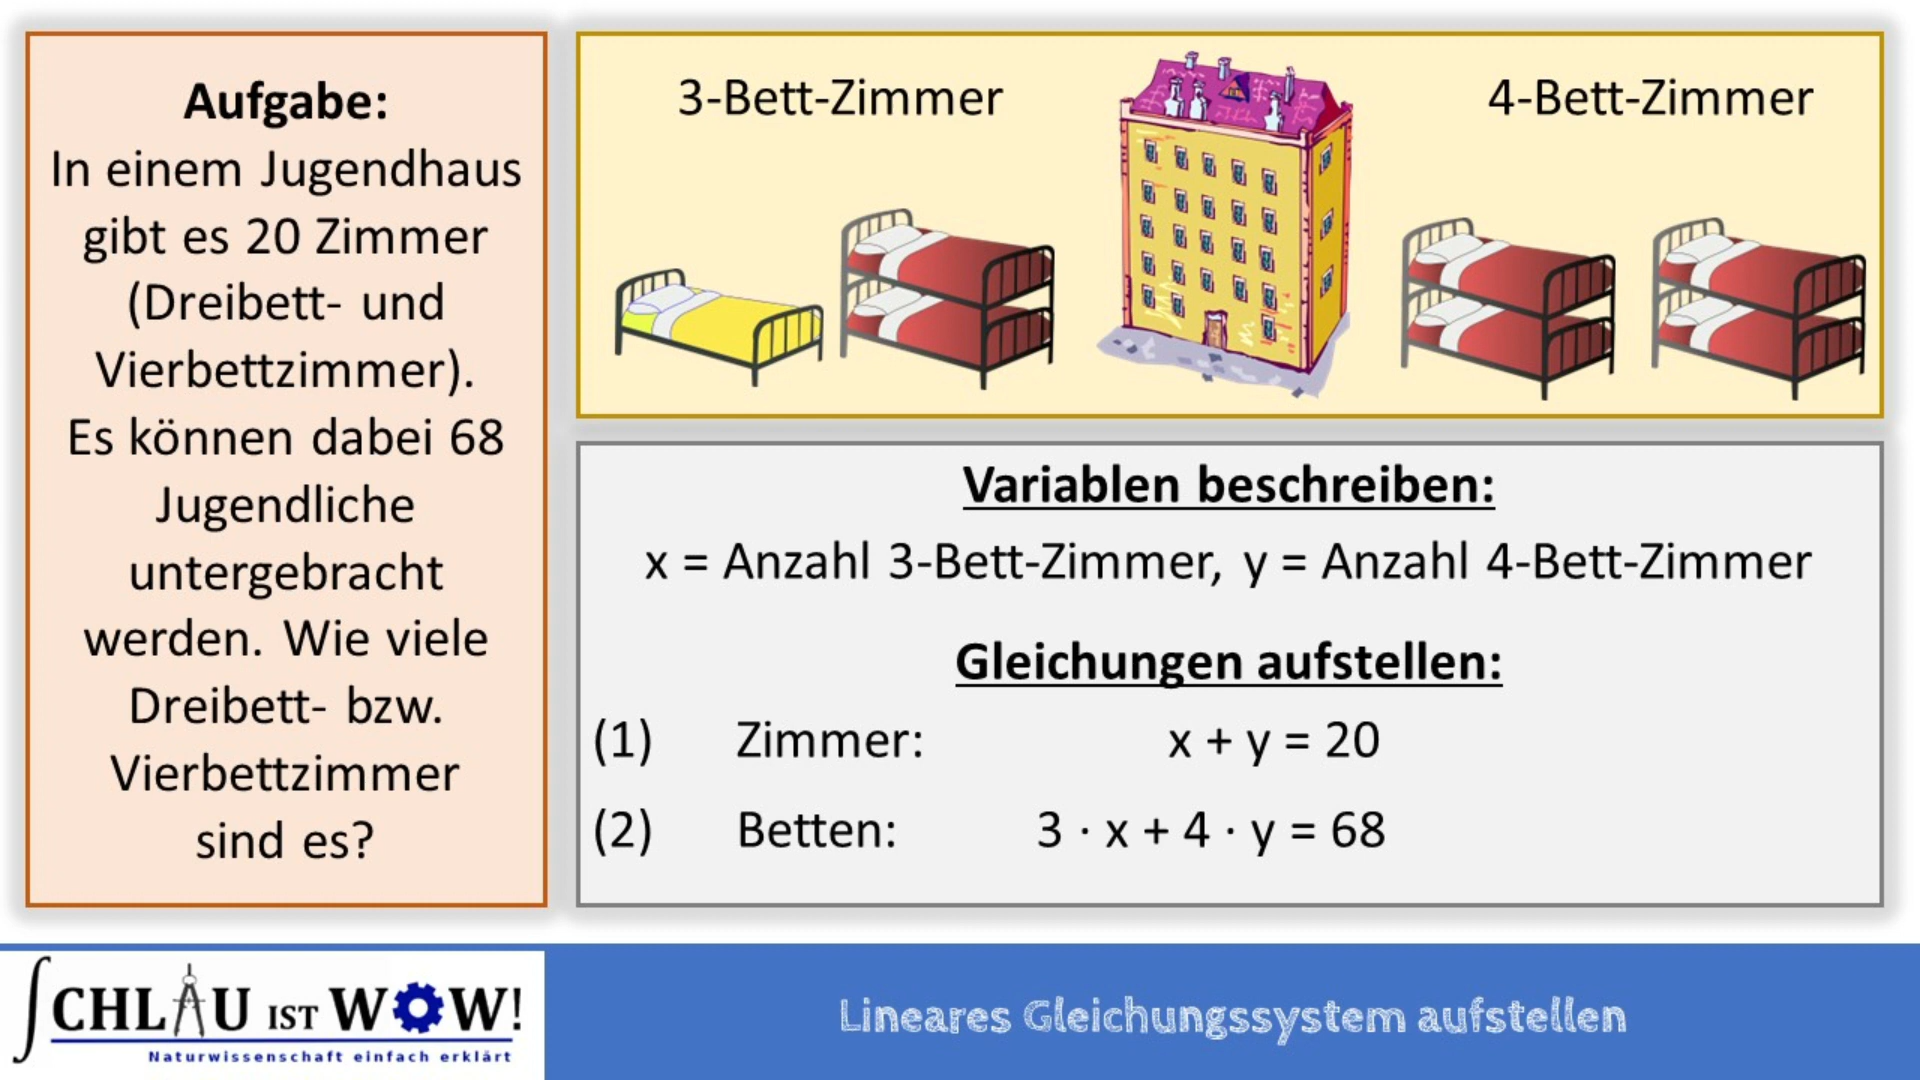 Aufgabe:
In einem Jugendhaus
gibt es 20 Zimmer
(Dreibett- und
Vierbettzimmer).
Es können dabei 68
Jugendliche
untergebracht
werden. Wie viele
Dreibett- bzw.
Vierbettzimmer
sind es?
3-Bett-Zimmer
4-Bett-Zimmer
Variablen beschreiben:
x = Anzahl 3-Bett-Zimmer, y = Anzahl 4-Bett-Zimmer
Gleichungen aufstellen:
(1) Zimmer: x + y = 20
(2) Betten: 3 · x + 4 · y = 68
SCHLAU IST WOW!
Naturwissenschaft einfach erklärt
Lineares Gleichungssystem aufstellen